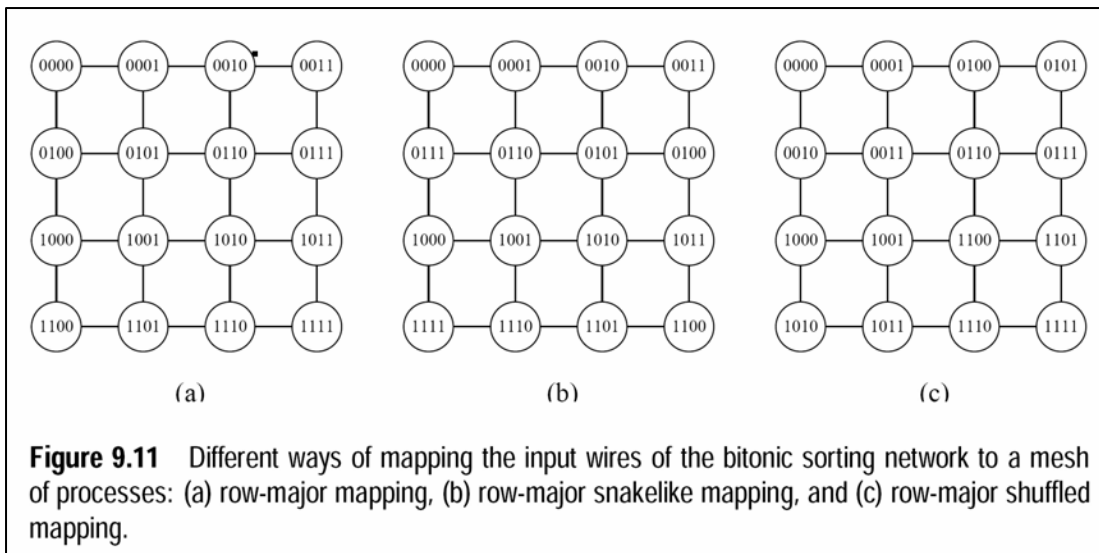 0000 0001 0010 0011 0000 0001 0010 0011 0000 0001 0100 0101
0100 0101 0110 0111 0111 0110 0101 0100 0010 0011 0110 0111
1000 1001 1010 1011 1000 1001 1010 1011 1000 1001 1100 1101
1100 1101 1110 1111 1111 1110 1101 1100 1010 1011 1110 1111
(a) (b) (c)
Figure 9.11 Different ways of mapping the input wires of the bitonic sorting network to a mesh
of processes: (a) row-major mapping, (b) row-major snakelike mapping, and (c) row-major shuffled
mapping.